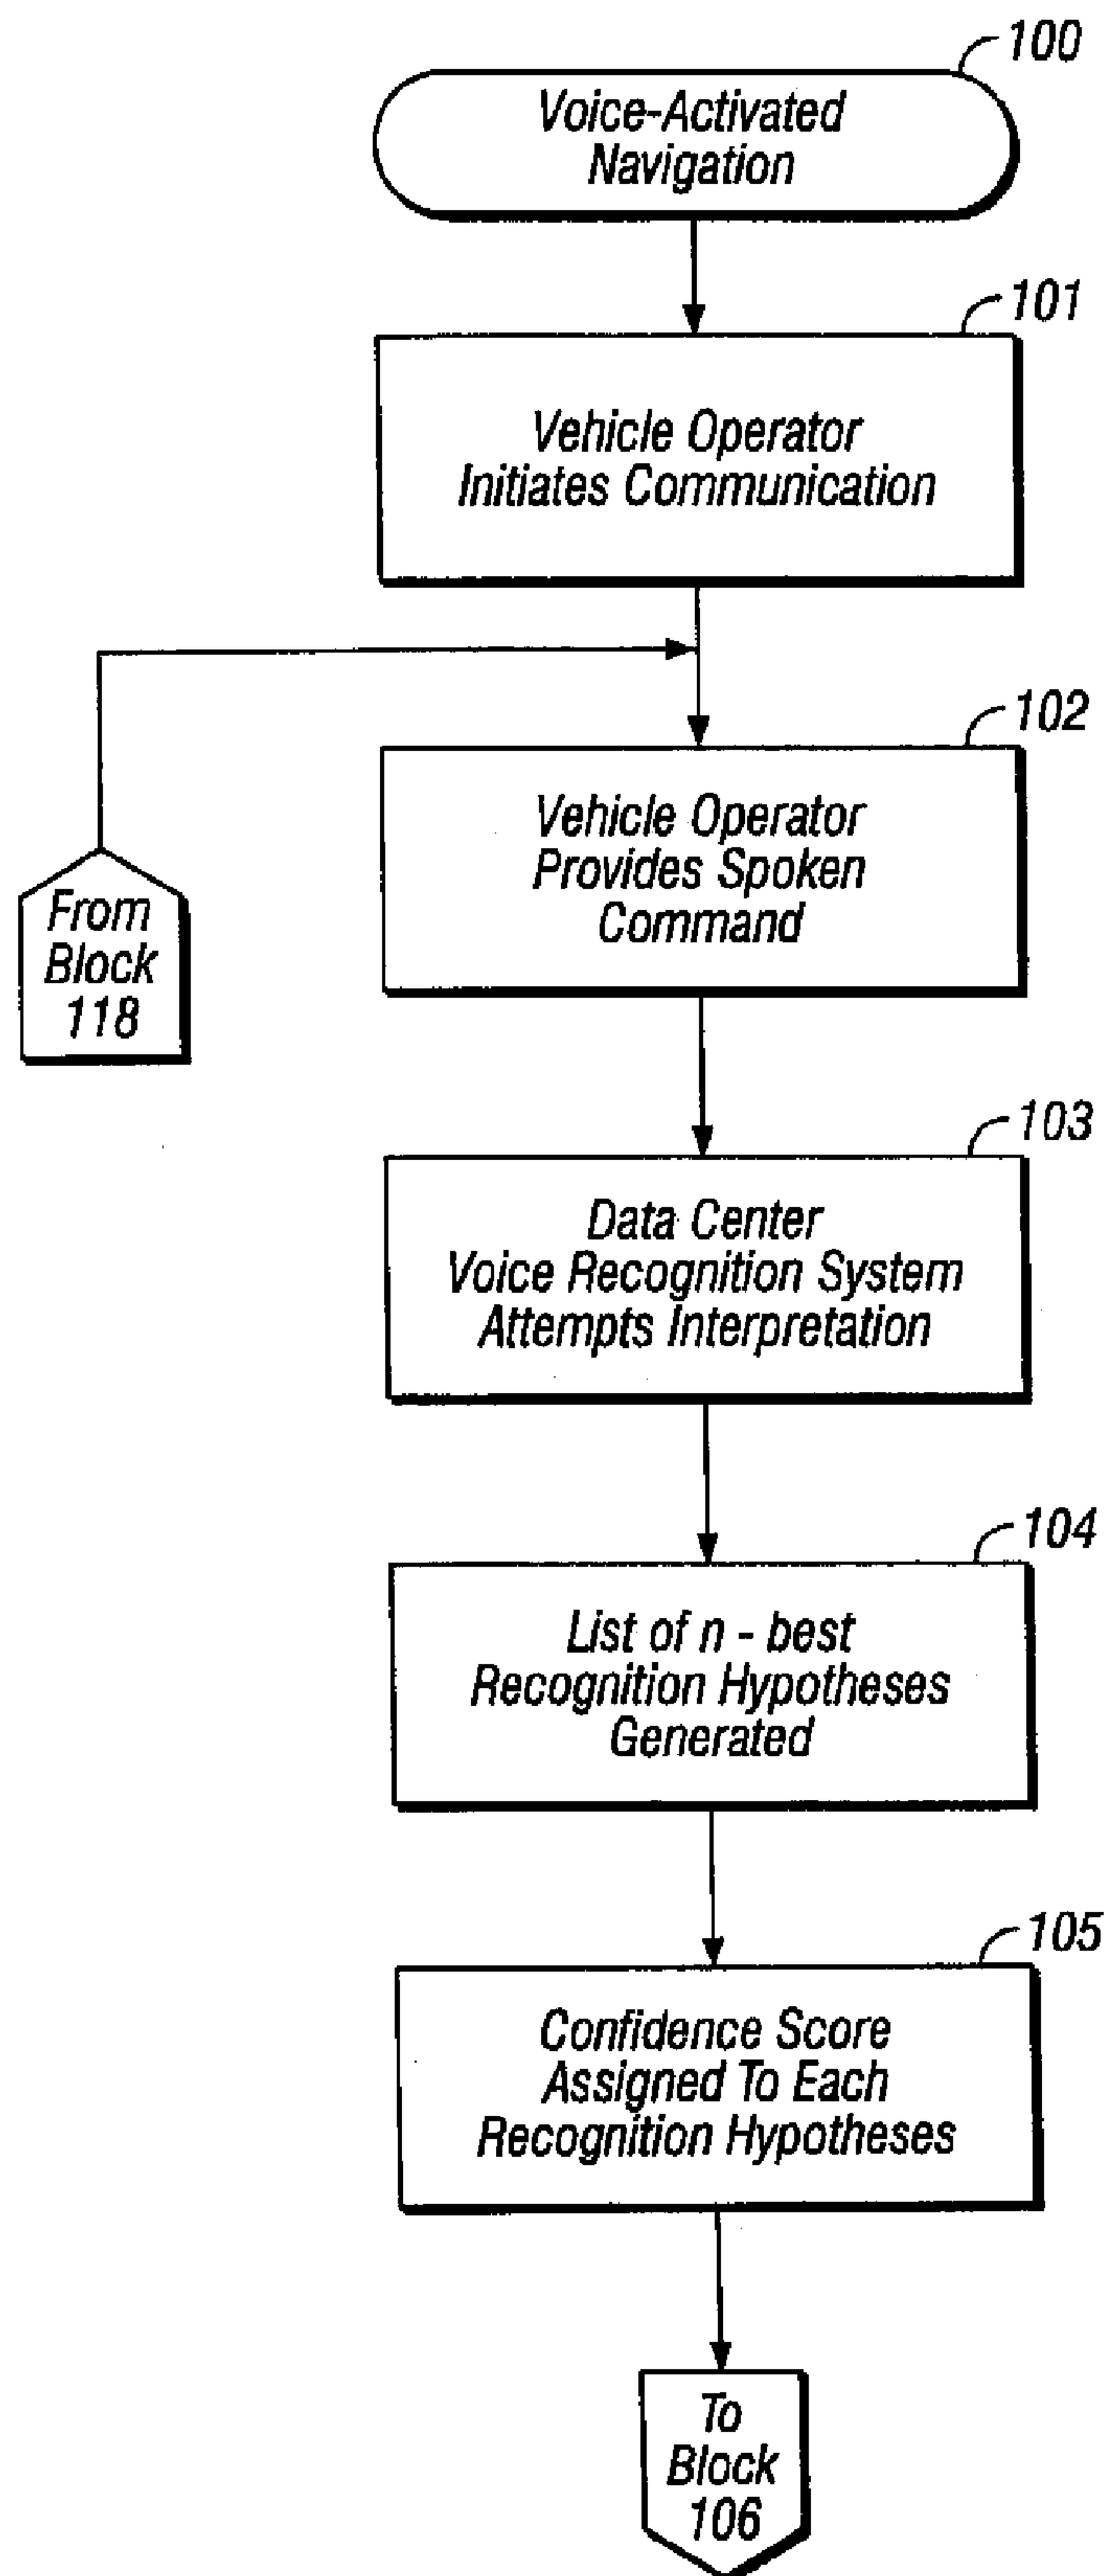 100
Voice-Activated
Navigation
101
Vehicle Operator
Initiates Communication
102
Vehicle Operator
Provides Spoken
Command
From
Block
118
103
Data Center
Voice Recognition System
Attempts Interpretation
104
List of n - best
Recognition Hypotheses
Generated
105
Confidence Score
Assigned To Each
Recognition Hypotheses
To
Block
106